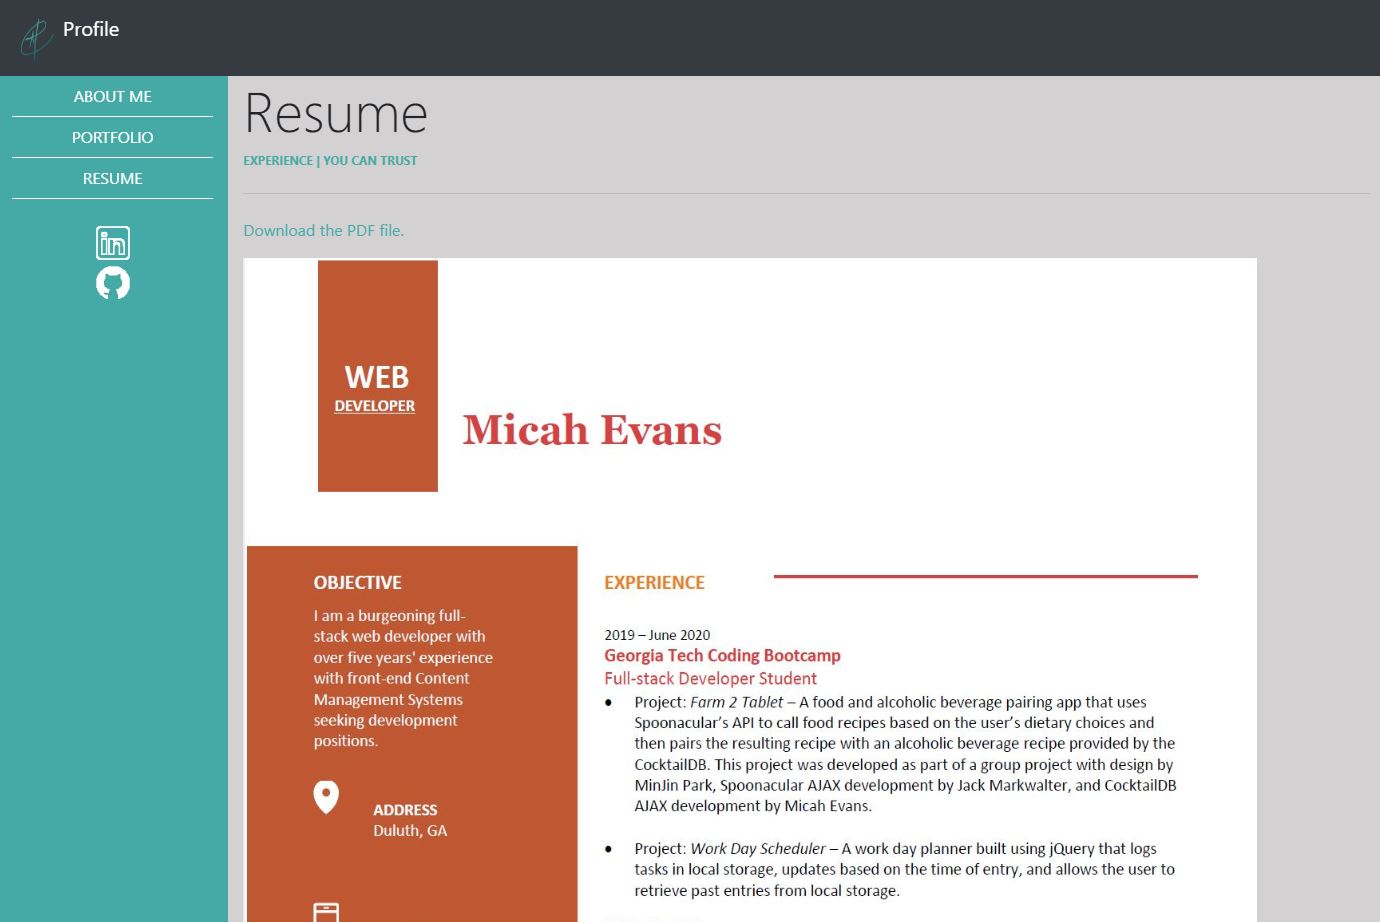 Profile
ABOUT ME
PORTFOLIO
RESUME
Resume
EXPERIENCE | YOU CAN TRUST
Download the PDF file.
WEB
DEVELOPER
Micah Evans
OBJECTIVE
I am a burgeoning full-
stack web developer with
over five years' experience
with front-end Content
Management Systems
seeking development
positions.
ADDRESS
Duluth, GA
EXPERIENCE
2019 – June 2020
Georgia Tech Coding Bootcamp
Full-stack Developer Student
● Project: Farm 2 Tablet – A food and alcoholic beverage pairing app that uses
Spoonacular’s API to call food recipes based on the user’s dietary choices and
then pairs the resulting recipe with an alcoholic beverage recipe provided by the
CocktailDB. This project was developed as part of a group project with design by
MinJin Park, Spoonacular AJAX development by Jack Markwalter, and CocktailDB
AJAX development by Micah Evans.
● Project: Work Day Scheduler – A work day planner built using jQuery that logs
tasks in local storage, updates based on the time of entry, and allows the user to
retrieve past entries from local storage.